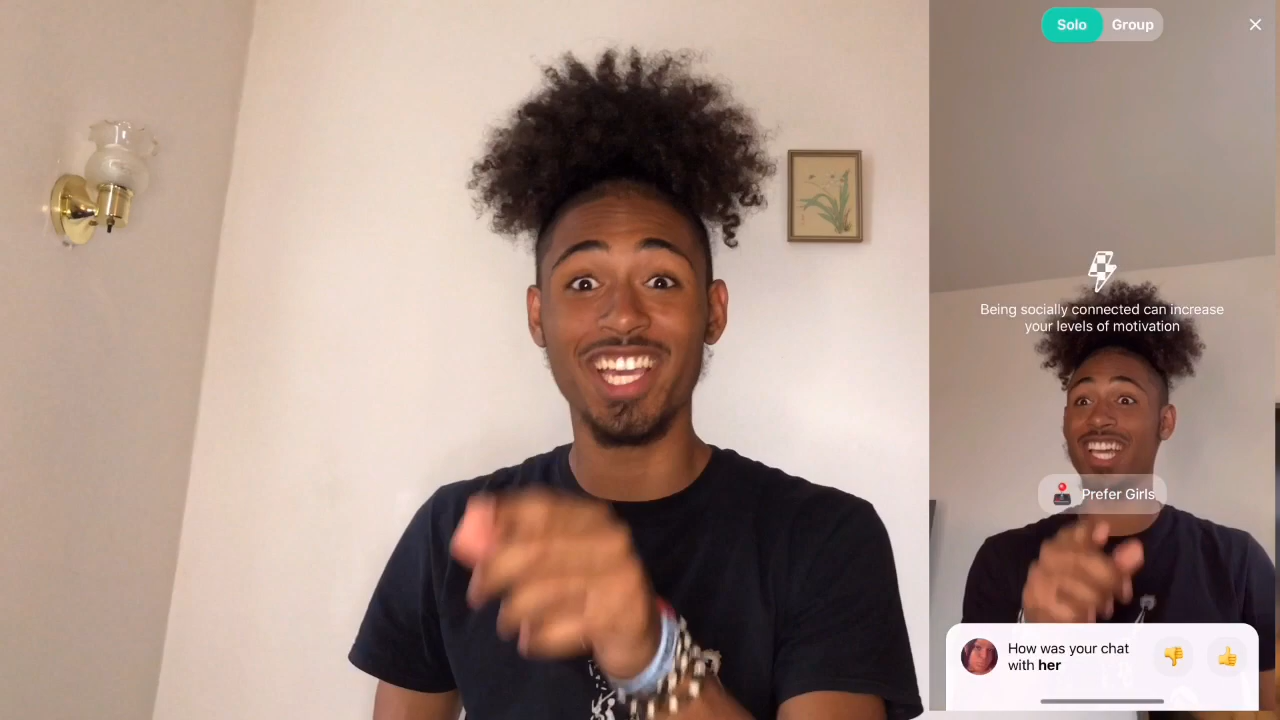 Solo
Group
Being socially connected can increase
your levels of motivation
Prefer Girls
How was your chat
with her